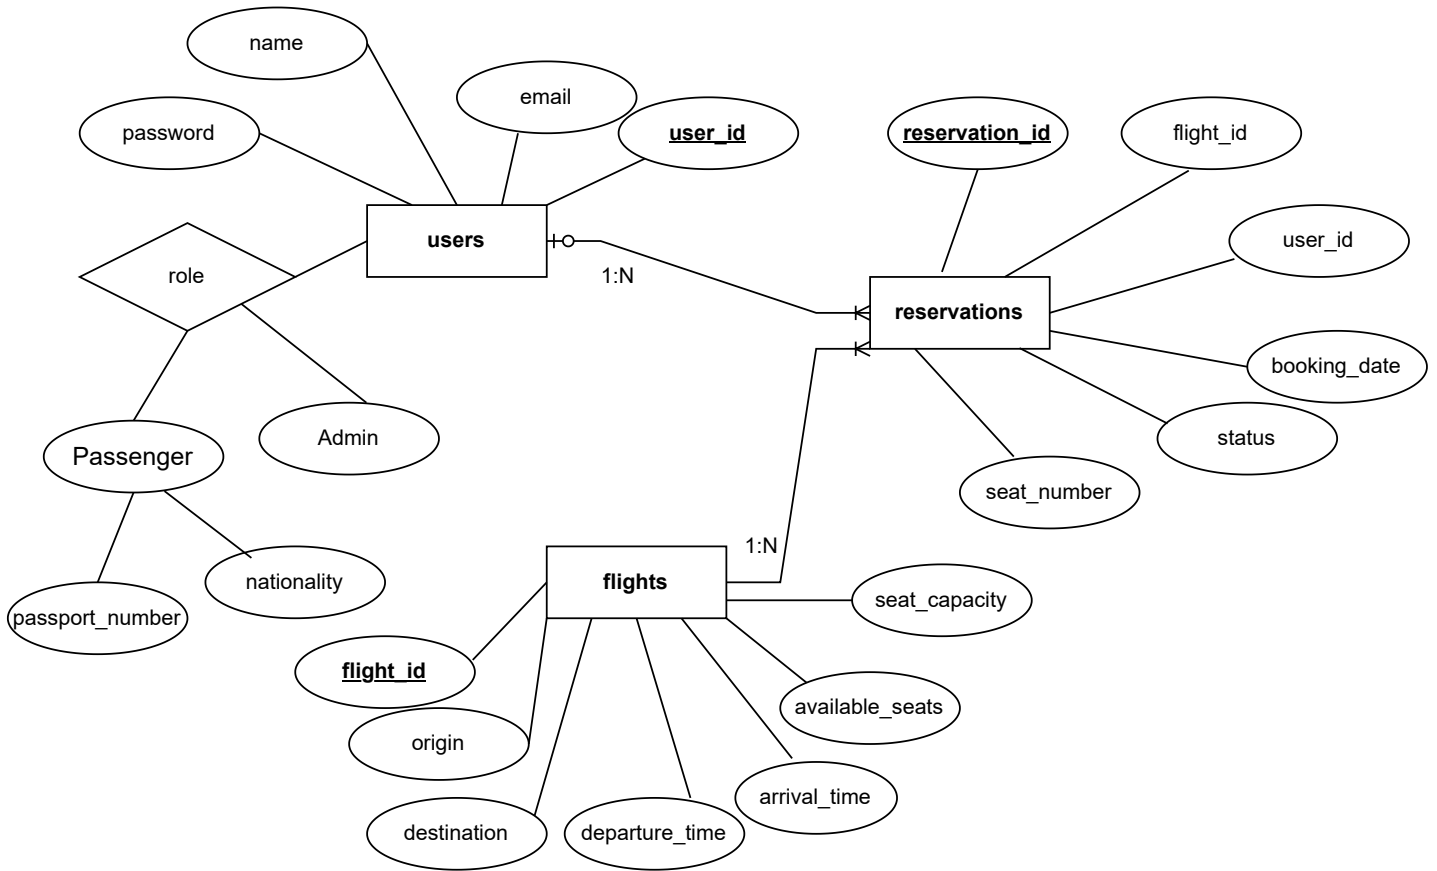 name
email
password
user_id
reservation_id
flight_id
users
user_id
role
1:N
reservations
booking_date
Admin
status
Passenger
seat_number
1:N
nationality
flights
seat_capacity
passport_number
flight_id
available_seats
origin
arrival_time
destination
departure_time